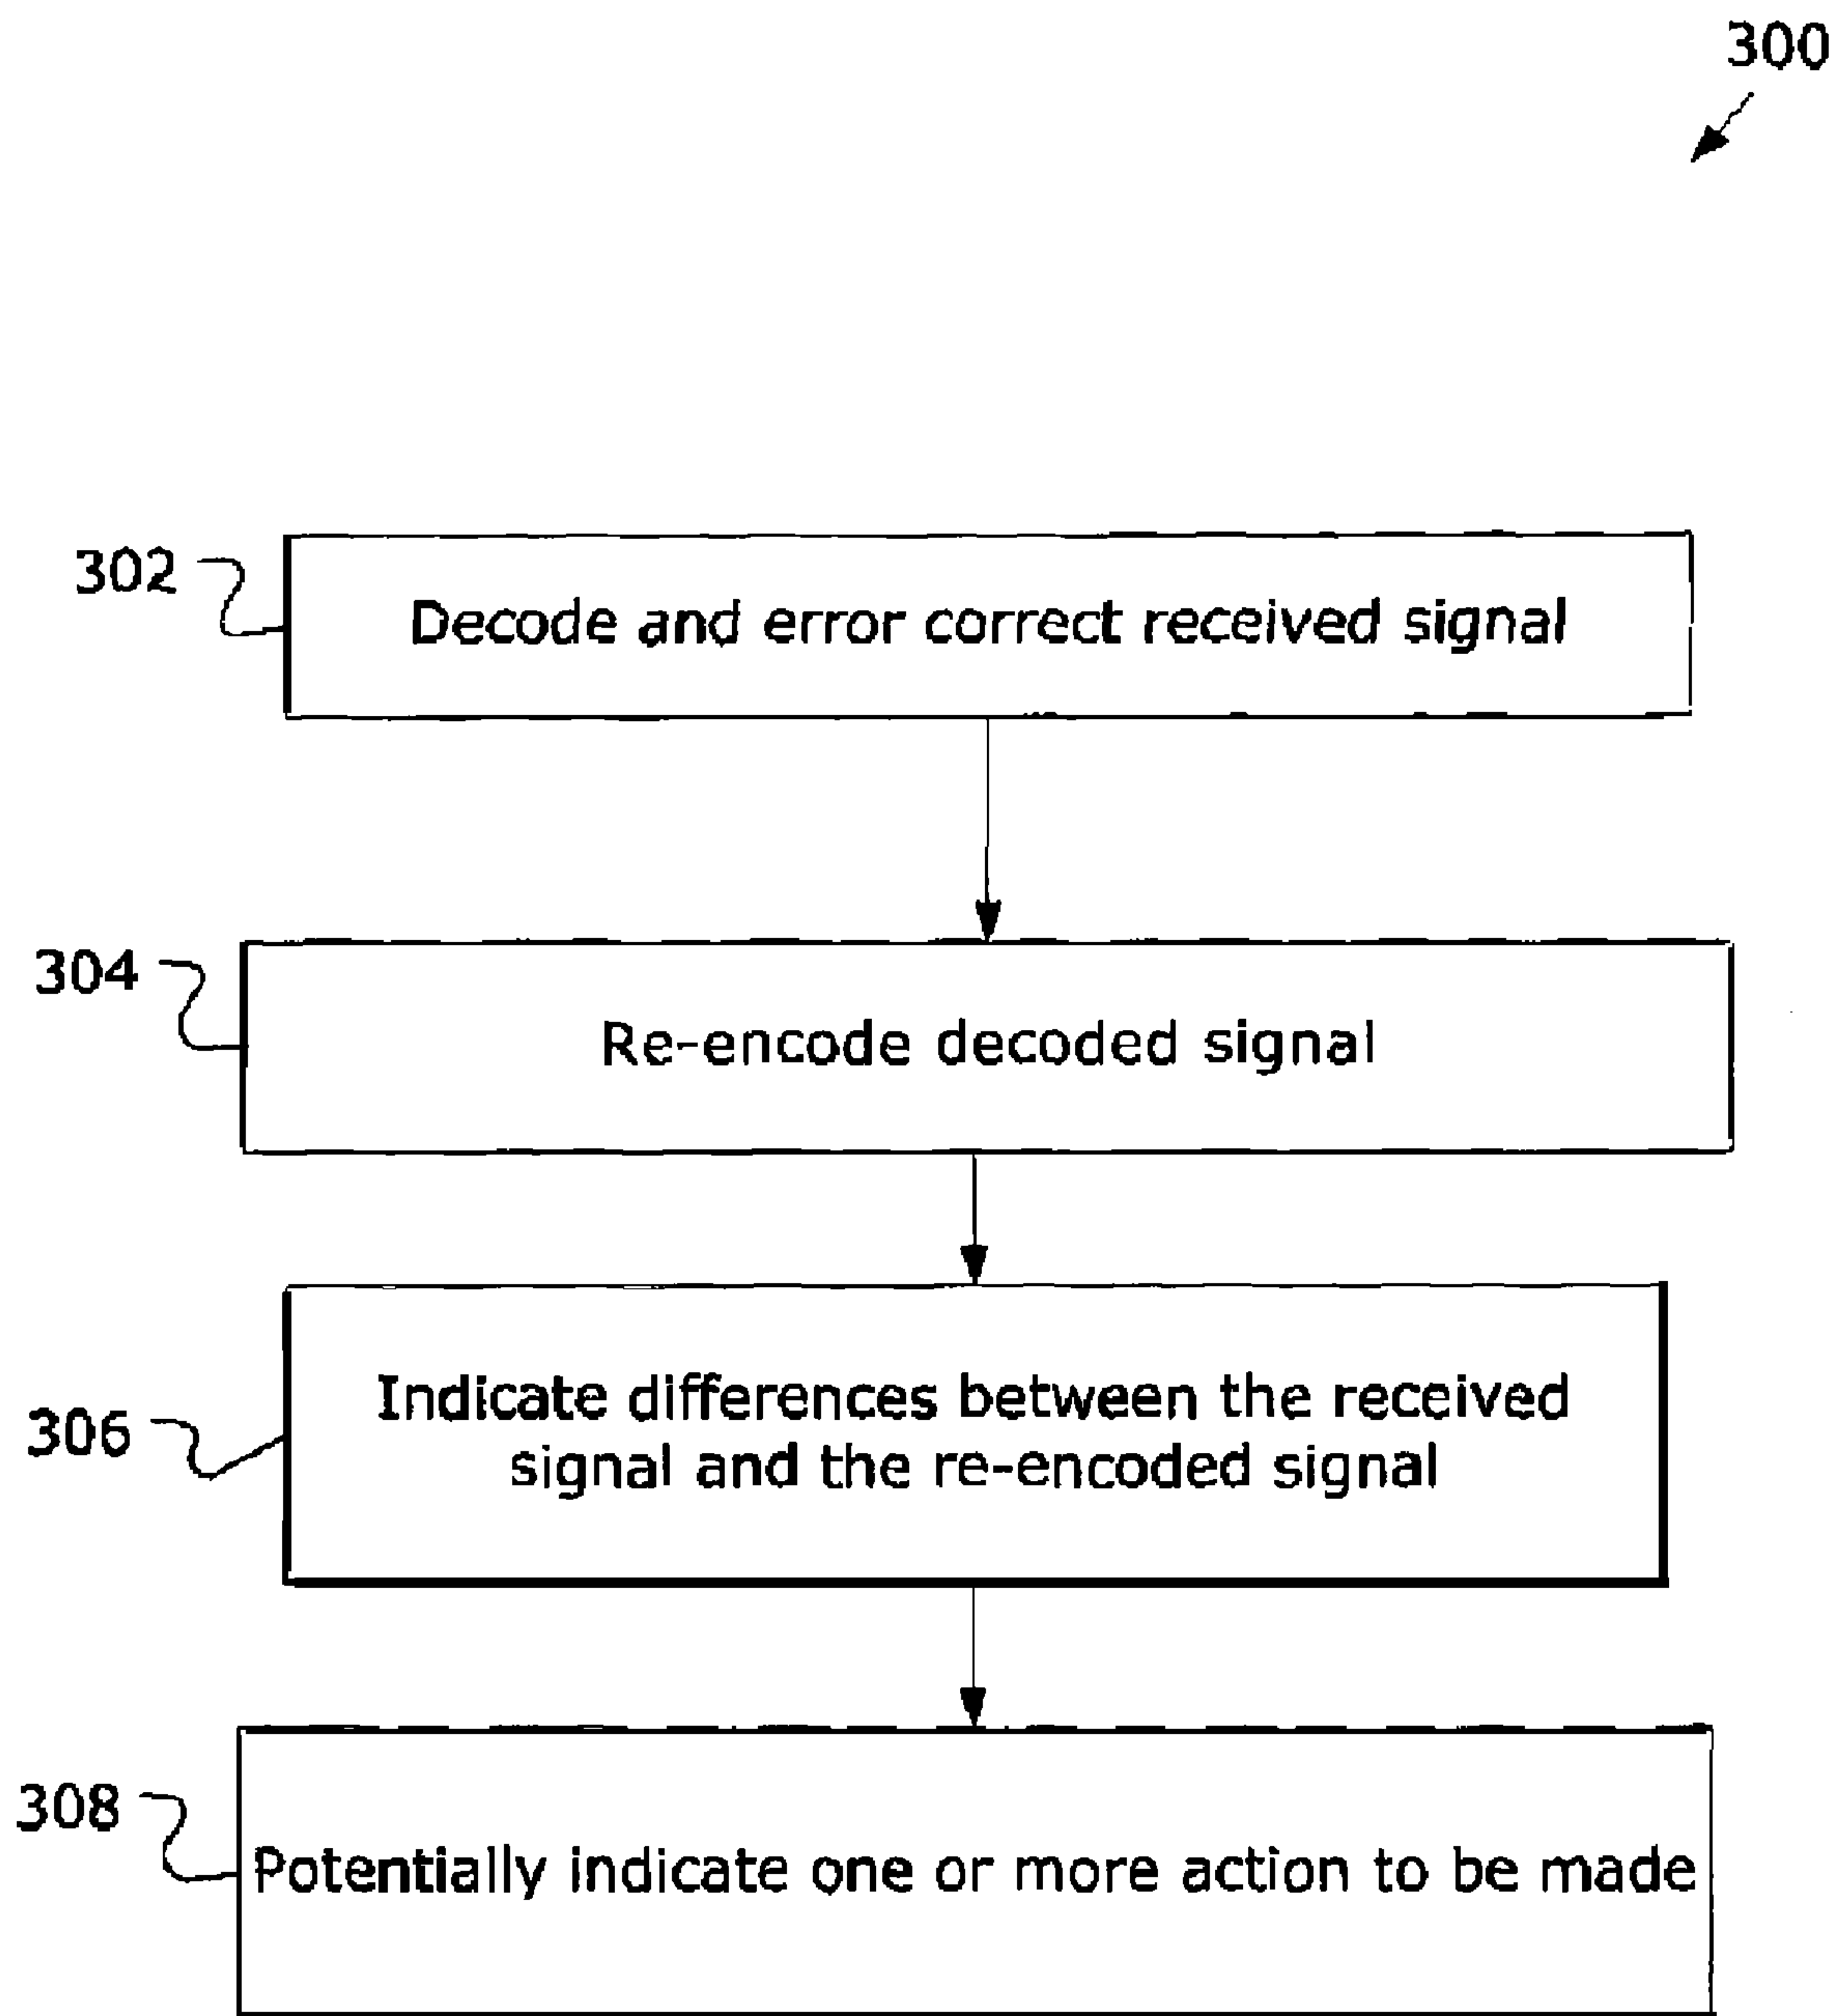 300
302
Decode and error correct received signal
304
Re-encode decoded signal
306
Indicate differences between the received
signal and the re-encoded signal
308
Potentially indicate one or more action to be made